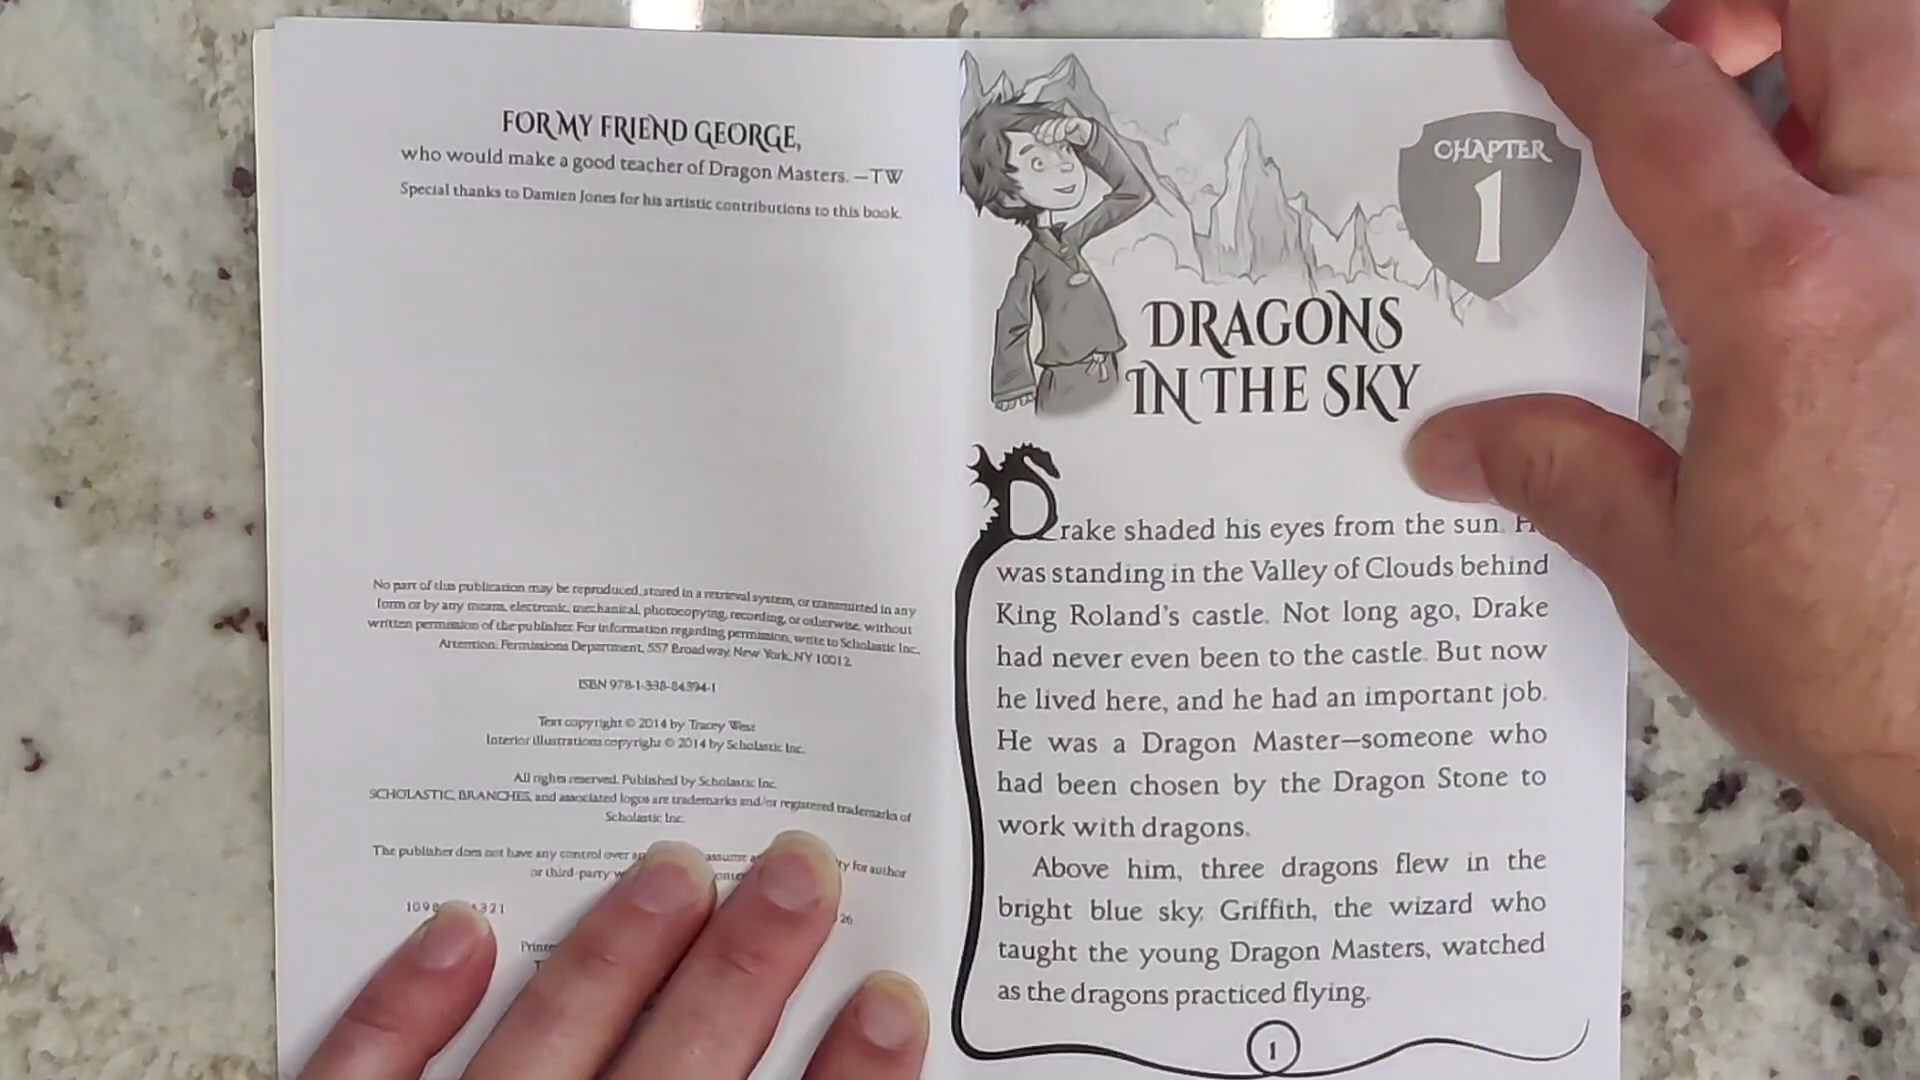 FOR MY FRIEND GEORGE,
who would make a good teacher of Dragon Masters. —TW
Special thanks to Damien Jones for his artistic contributions to this book.
No part of this publication may be reproduced, stored in a retrieval system, or transmitted in any
form or by any means, electronic, mechanical, photocopying, recording, or otherwise, without
written permission of the publisher. For information regarding permission, write to Scholastic Inc.,
Attention: Permissions Department, 557 Broadway, New York, NY 10012.
ISBN 978-1-338-84394-1
Text copyright © 2014 by Tracey West
Interior illustrations copyright © 2014 by Scholastic Inc.
All rights reserved. Published by Scholastic Inc.
SCHOLASTIC, BRANCHES, and associated logos are trademarks and/or registered trademarks of
Scholastic Inc.
The publisher does not have any control over assume for author
or third-party
321
26
CHAPTER
1
DRAGONS
IN THE SKY
Drake shaded his eyes from the sun.
was standing in the Valley of Clouds behind
King Roland's castle. Not long ago, Drake
had never even been to the castle. But now
he lived here, and he had an important job.
He was a Dragon Master—someone who
had been chosen by the Dragon Stone to
work with dragons.
Above him, three dragons flew in the
bright blue sky. Griffith, the wizard who
taught the young Dragon Masters, watched
as the dragons practiced flying.
1